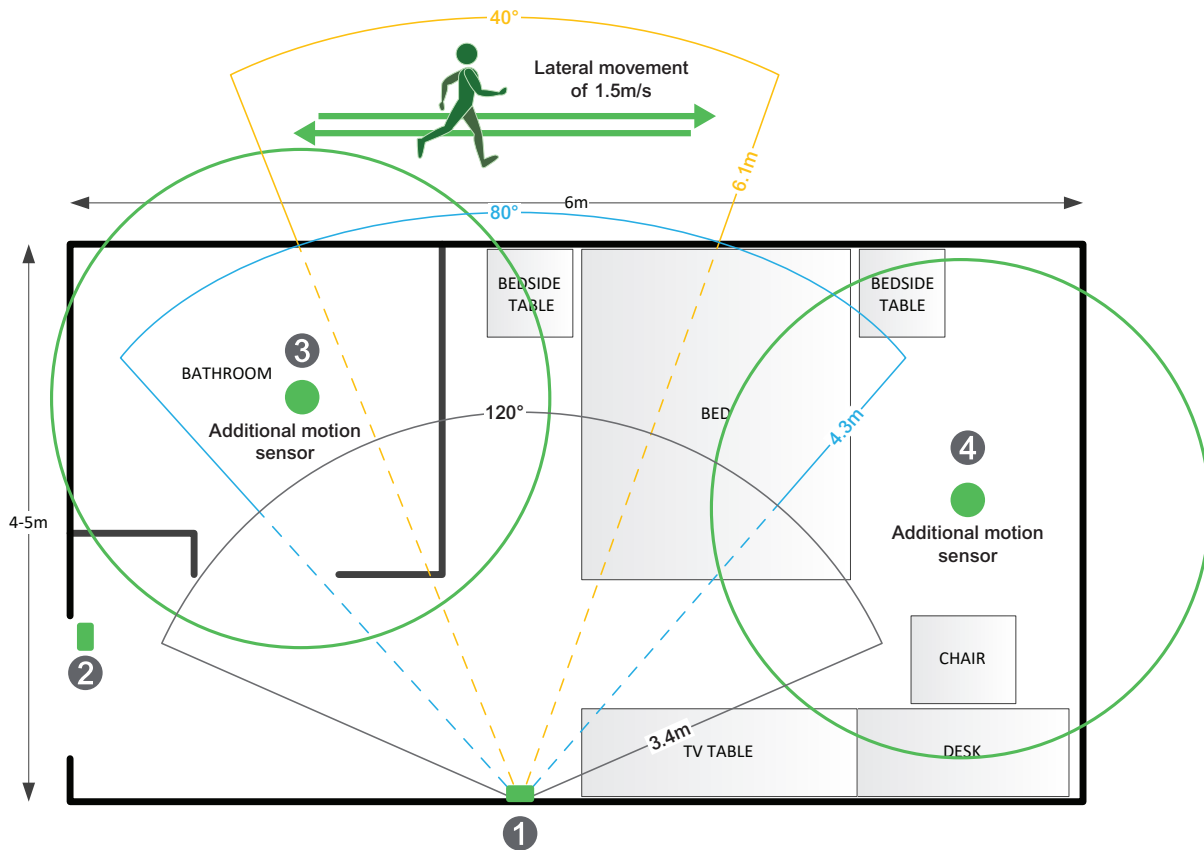 40°
Lateral movement
of 1.5m/s
6.1m
6m
80°
BEDSIDE
TABLE
BEDSIDE
TABLE
3
BATHROOM
Additional motion
sensor
120°
BED
4.3m
4
Additional motion
sensor
4-5m
2
CHAIR
3.4m
TV TABLE
DESK
1